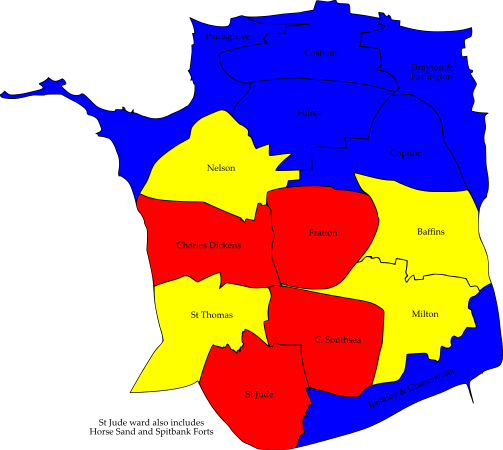 Paulsgrove
Cosham
Drayton &
Farlington
Hilsea
Copnor
Nelson
Baffins
Charles Dickens
Fratton
St Thomas
Milton
C. Southsea
St Jude
Eastney & Craneswater
St Jude ward also includes
Horse Sand and Spitbank Forts